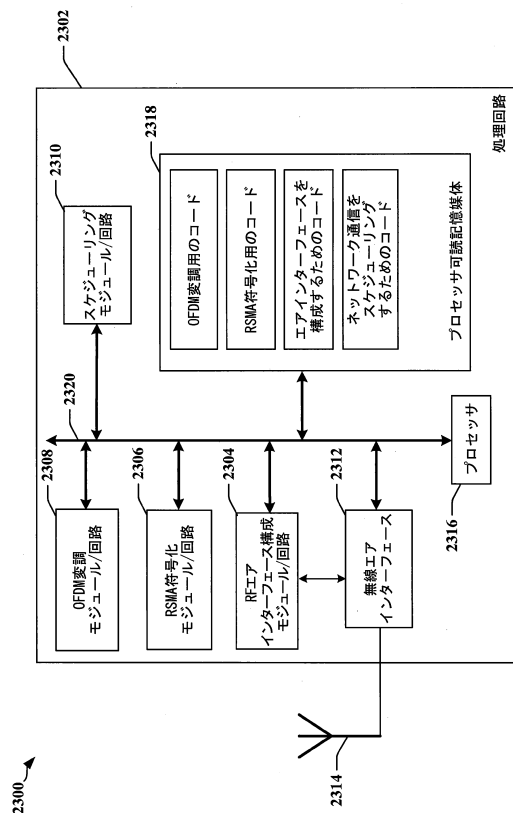 2300
2302
2310
スケジューリング
モジュール/回路
2318
OFDM変調用のコード
RSMA符号化用のコード
エアインターフェースを
構成するためのコード
ネットワーク通信を
スケジューリング
するためのコード
プロセッサ可読記憶媒体
処理回路
2320
2308
OFDM変調
モジュール/回路
2306
RSMA符号化
モジュール/回路
2304
RFエア
インターフェース構成
モジュール/回路
2312
無線エア
インターフェース
2316
プロセッサ
2314